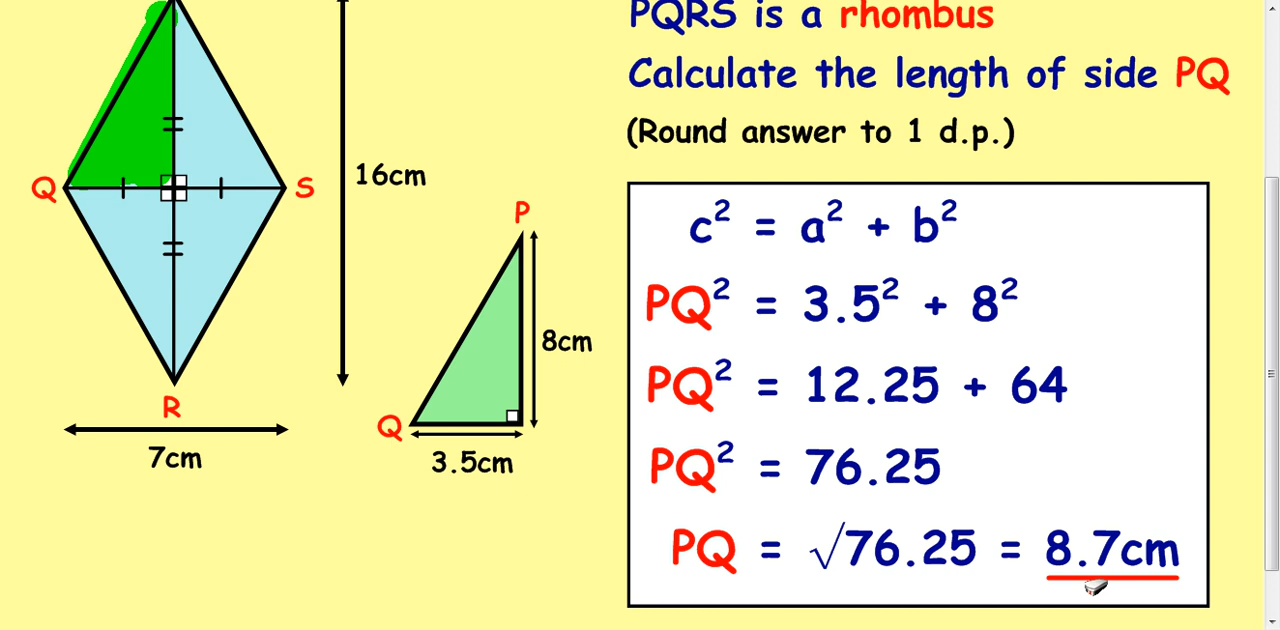 PQRS is a rhombus
Calculate the length of side PQ
(Round answer to 1 d.p.)
Q
S
16cm
R
7cm
P
8cm
Q
3.5cm
c² = a² + b²
PQ² = 3.5² + 8²
PQ² = 12.25 + 64
PQ² = 76.25
PQ = √76.25 = 8.7cm